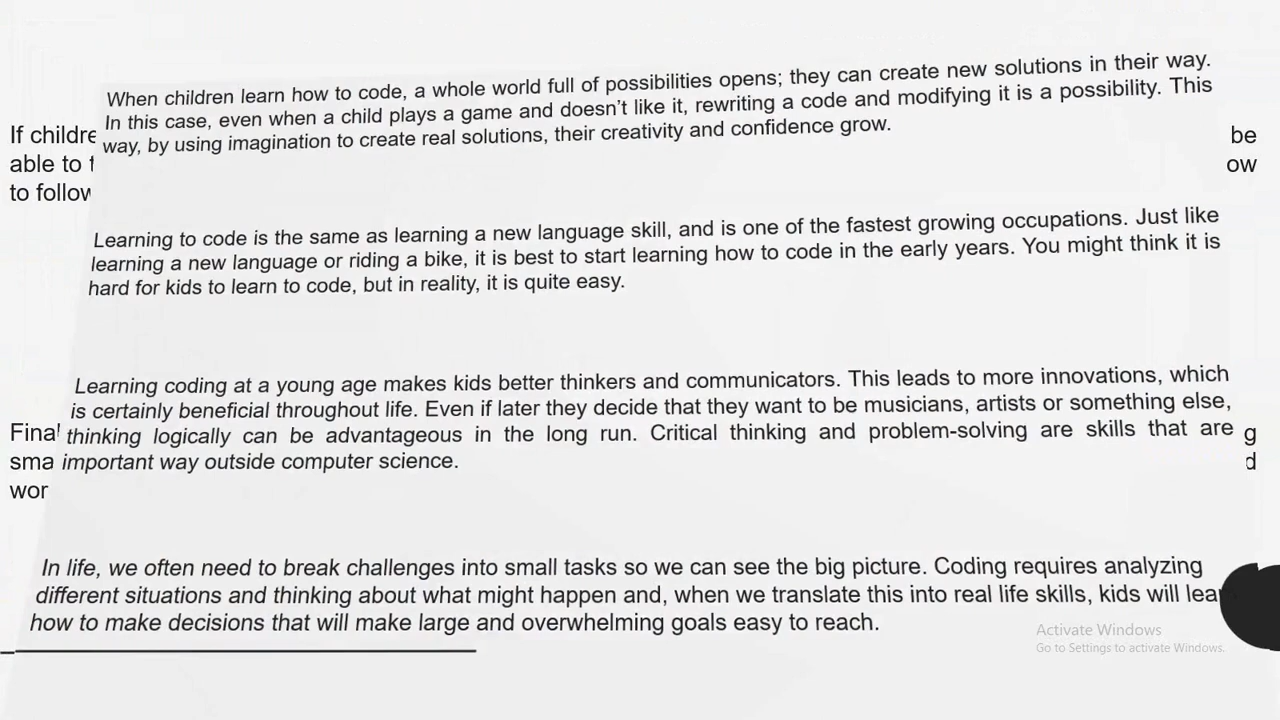 When children learn how to code, a whole world full of possibilities opens; they can create new solutions in their way.
In this case, even when a child plays a game and doesn't like it, rewriting a code and modifying it is a possibility. This
way, by using imagination to create real solutions, their creativity and confidence grow.
If childre be
able to t ow
to follow
Learning to code is the same as learning a new language skill, and is one of the fastest growing occupations. Just like
learning a new language or riding a bike, it is best to start learning how to code in the early years. You might think it is
hard for kids to learn to code, but in reality, it is quite easy.
Learning coding at a young age makes kids better thinkers and communicators. This leads to more innovations, which
is certainly beneficial throughout life. Even if later they decide that they want to be musicians, artists or something else,
thinking logically can be advantageous in the long run. Critical thinking and problem-solving are skills that are
important way outside computer science.
Fina g
sma d
wor
In life, we often need to break challenges into small tasks so we can see the big picture. Coding requires analyzing
different situations and thinking about what might happen and, when we translate this into real life skills, kids will lear
how to make decisions that will make large and overwhelming goals easy to reach.
Activate Windows
Go to Settings to activate Windows.